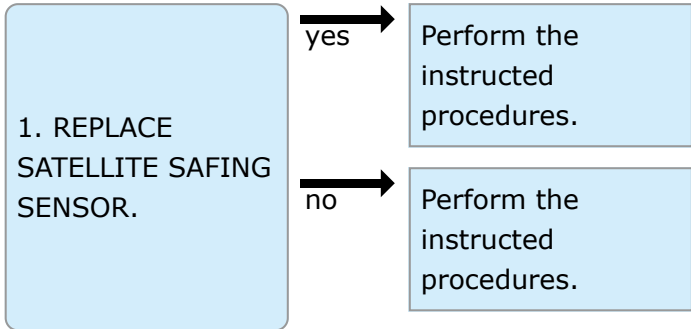 1. REPLACE
SATELLITE SAFING
SENSOR.
yes
Perform the
instructed
procedures.
no
Perform the
instructed
procedures.